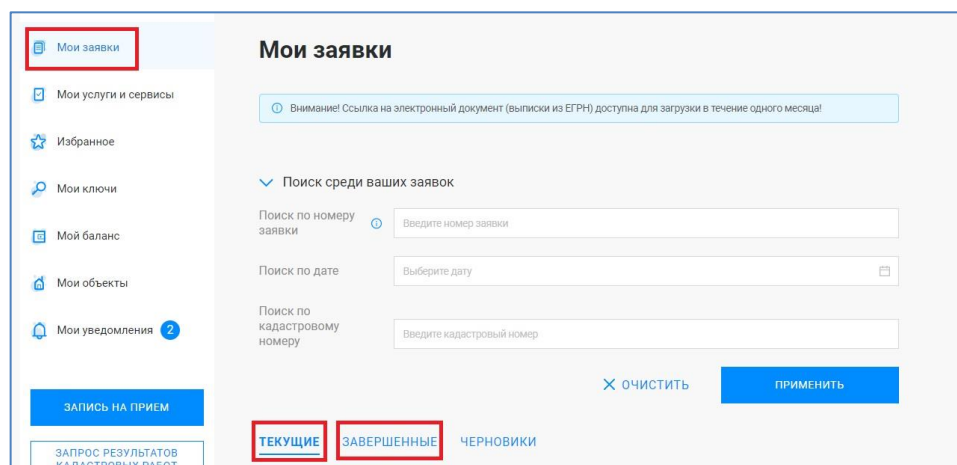 Мои заявки
Мои услуги и сервисы
Избранное
Мои ключи
Мой баланс
Мои объекты
Мои уведомления 2
ЗАПИСЬ НА ПРИЕМ
ЗАПРОС РЕЗУЛЬТАТОВ
КАДАСТРОВЫХ РАБОТ
Мои заявки
Внимание! Ссылка на электронный документ (выписки из ЕГРН) доступна для загрузки в течение одного месяца!
Поиск среди ваших заявок
Поиск по номеру
заявки
Введите номер заявки
Поиск по дате
Выберите дату
Поиск по
кадастровому
номеру
Введите кадастровый номер
ОЧИСТИТЬ
ПРИМЕНИТЬ
ТЕКУЩИЕ ЗАВЕРШЕННЫЕ ЧЕРНОВИКИ